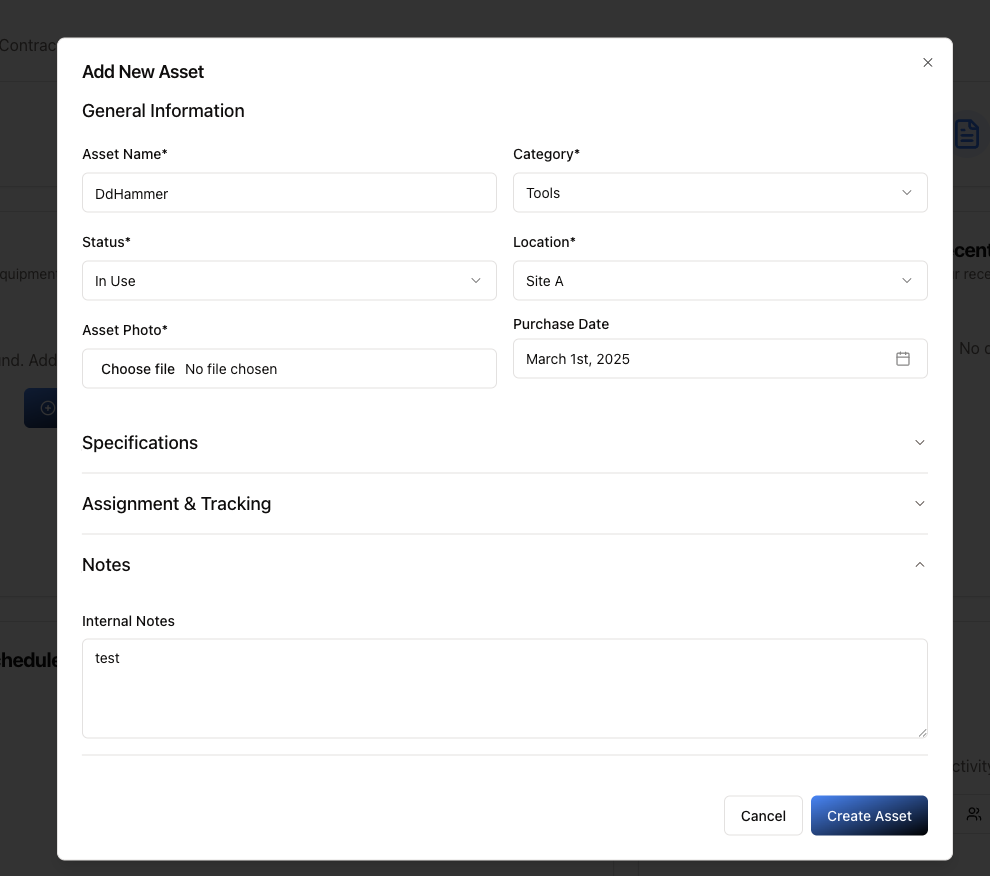 Contrac
Add New Asset
General Information
Asset Name*
Category*
DdHammer
Tools
Status*
Location*
In Use
Site A
Asset Photo*
Purchase Date
Choose file No file chosen
March 1st, 2025
Specifications
Assignment & Tracking
Notes
Internal Notes
test
Cancel
Create Asset
quipment
nd. Add
hedule
cent
r rece
No
ctivity